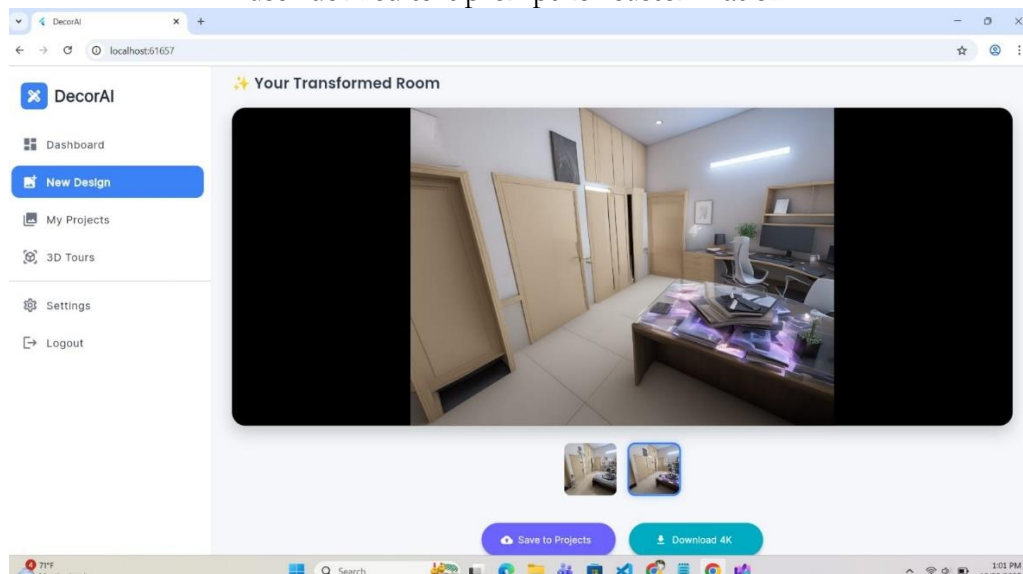 DecorAI
localhost:61657
DecorAI
✨ Your Transformed Room
Dashboard
New Design
My Projects
3D Tours
Settings
Logout
Save to Projects
Download 4K
4
71°F
Search
1:01 PM